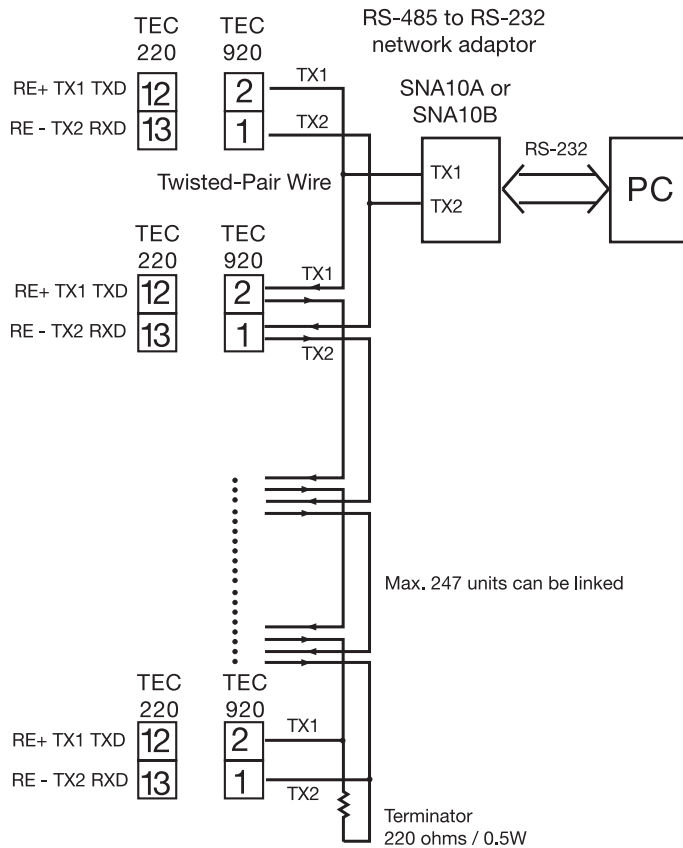 RS-485 to RS-232
network adaptor
TEC
220
TEC
920
RE+ TX1 TXD
12
2
TX1
RE - TX2 RXD
13
1
TX2
SNA10A or
SNA10B
TX1
TX2
RS-232
PC
Twisted-Pair Wire
TEC
220
TEC
920
RE+ TX1 TXD
12
2
TX1
RE - TX2 RXD
13
1
TX2
Max. 247 units can be linked
TEC
220
TEC
920
RE+ TX1 TXD
12
2
TX1
RE - TX2 RXD
13
1
TX2
Terminator
220 ohms / 0.5W